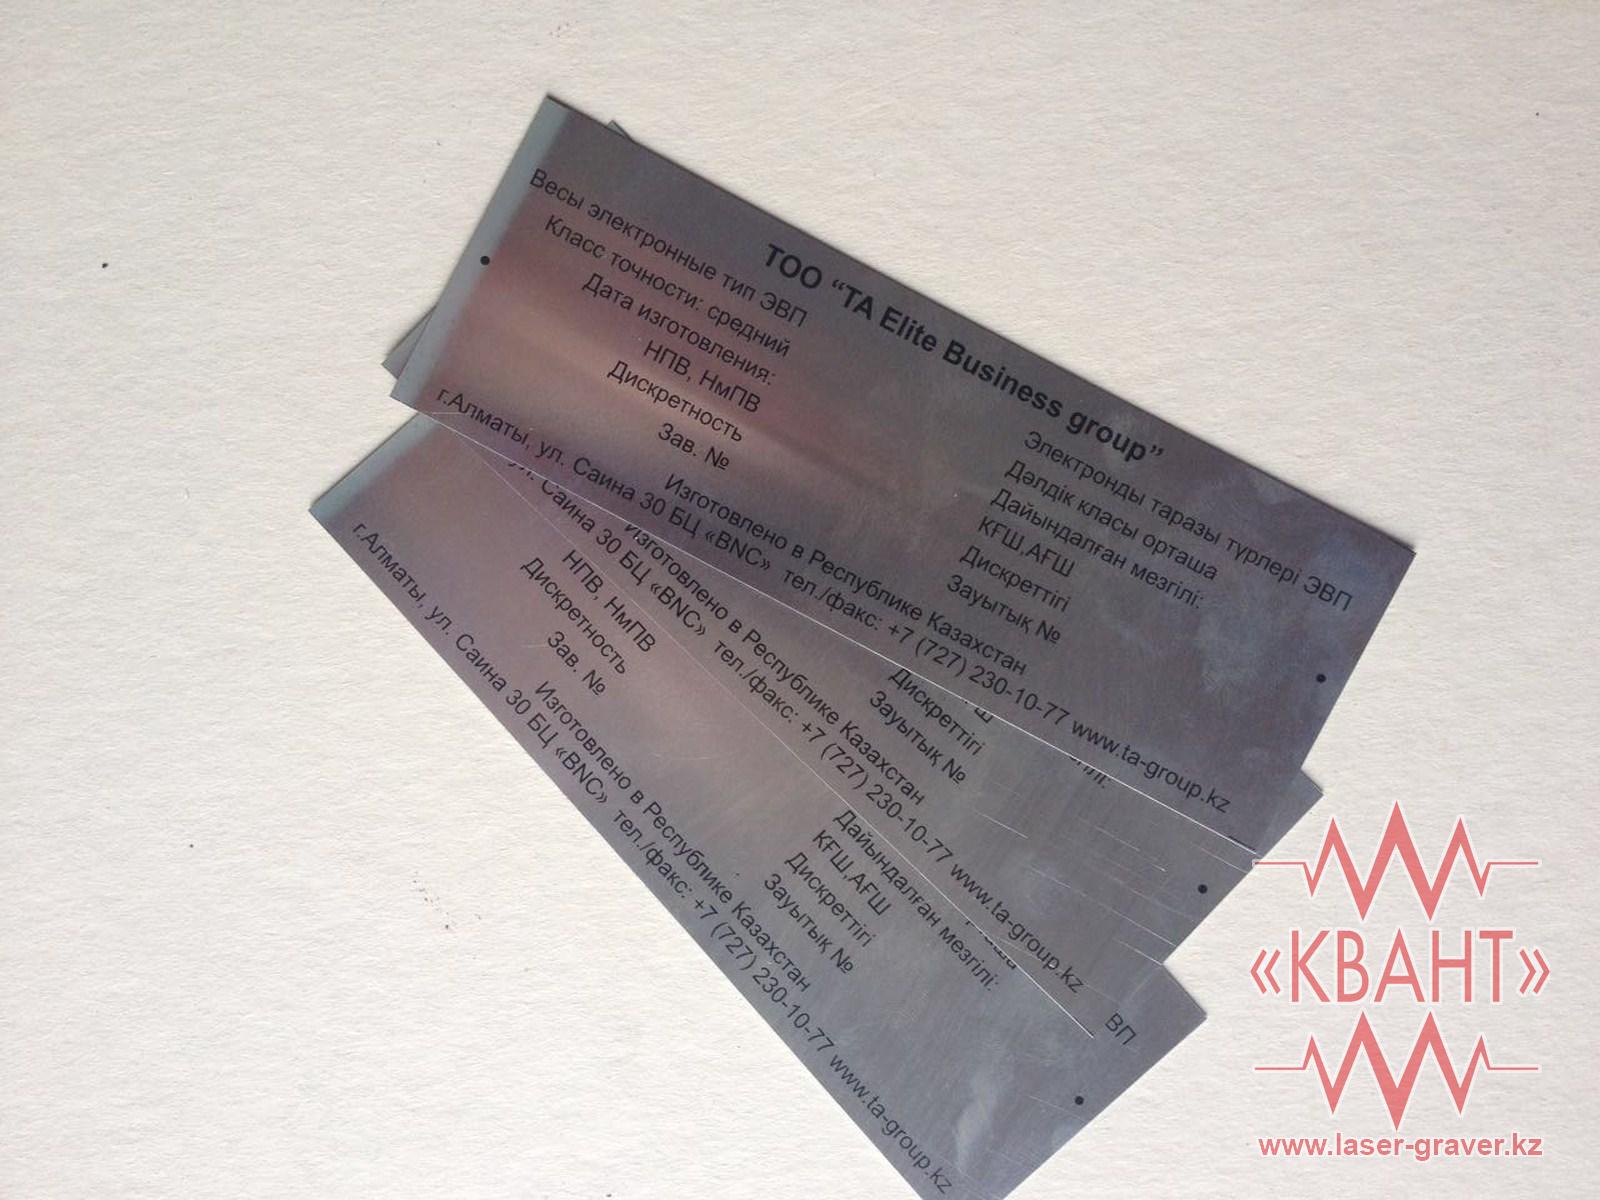 ТОО “TA Elite Business group”
Весы электронные тип ЭВП
Класс точности: средний
Дата изготовления:
НПВ, НмПВ
Дискретность
Зав. №
Электронды таразы түрлері ЭВП
Дәлдік класы орташа
Дайындалған мезгілі:
КҒШ,АҒШ
Дискреттігі
Зауытық №
Изготовлено в Республике Казахстан
г.Алматы, ул. Саина 30 БЦ «BNC» тел./факс: +7 (727) 230-10-77 www.ta-group.kz
Дискреттігі
Зауытық №
Изготовлено в Республике Казахстан
ул. Саина 30 БЦ «BNC» тел./факс: +7 (727) 230-10-77 www.ta-group.kz
НПВ, НмПВ
Дискретность
Зав. №
ВП
Дайындалған мезгілі:
КҒШ,АҒШ
Дискреттігі
Зауытық №
Изготовлено в Республике Казахстан
г.Алматы, ул. Саина 30 БЦ «BNC» тел./факс: +7 (727) 230-10-77 www.ta-group.kz
«КВАНТ»
www.laser-graver.kz